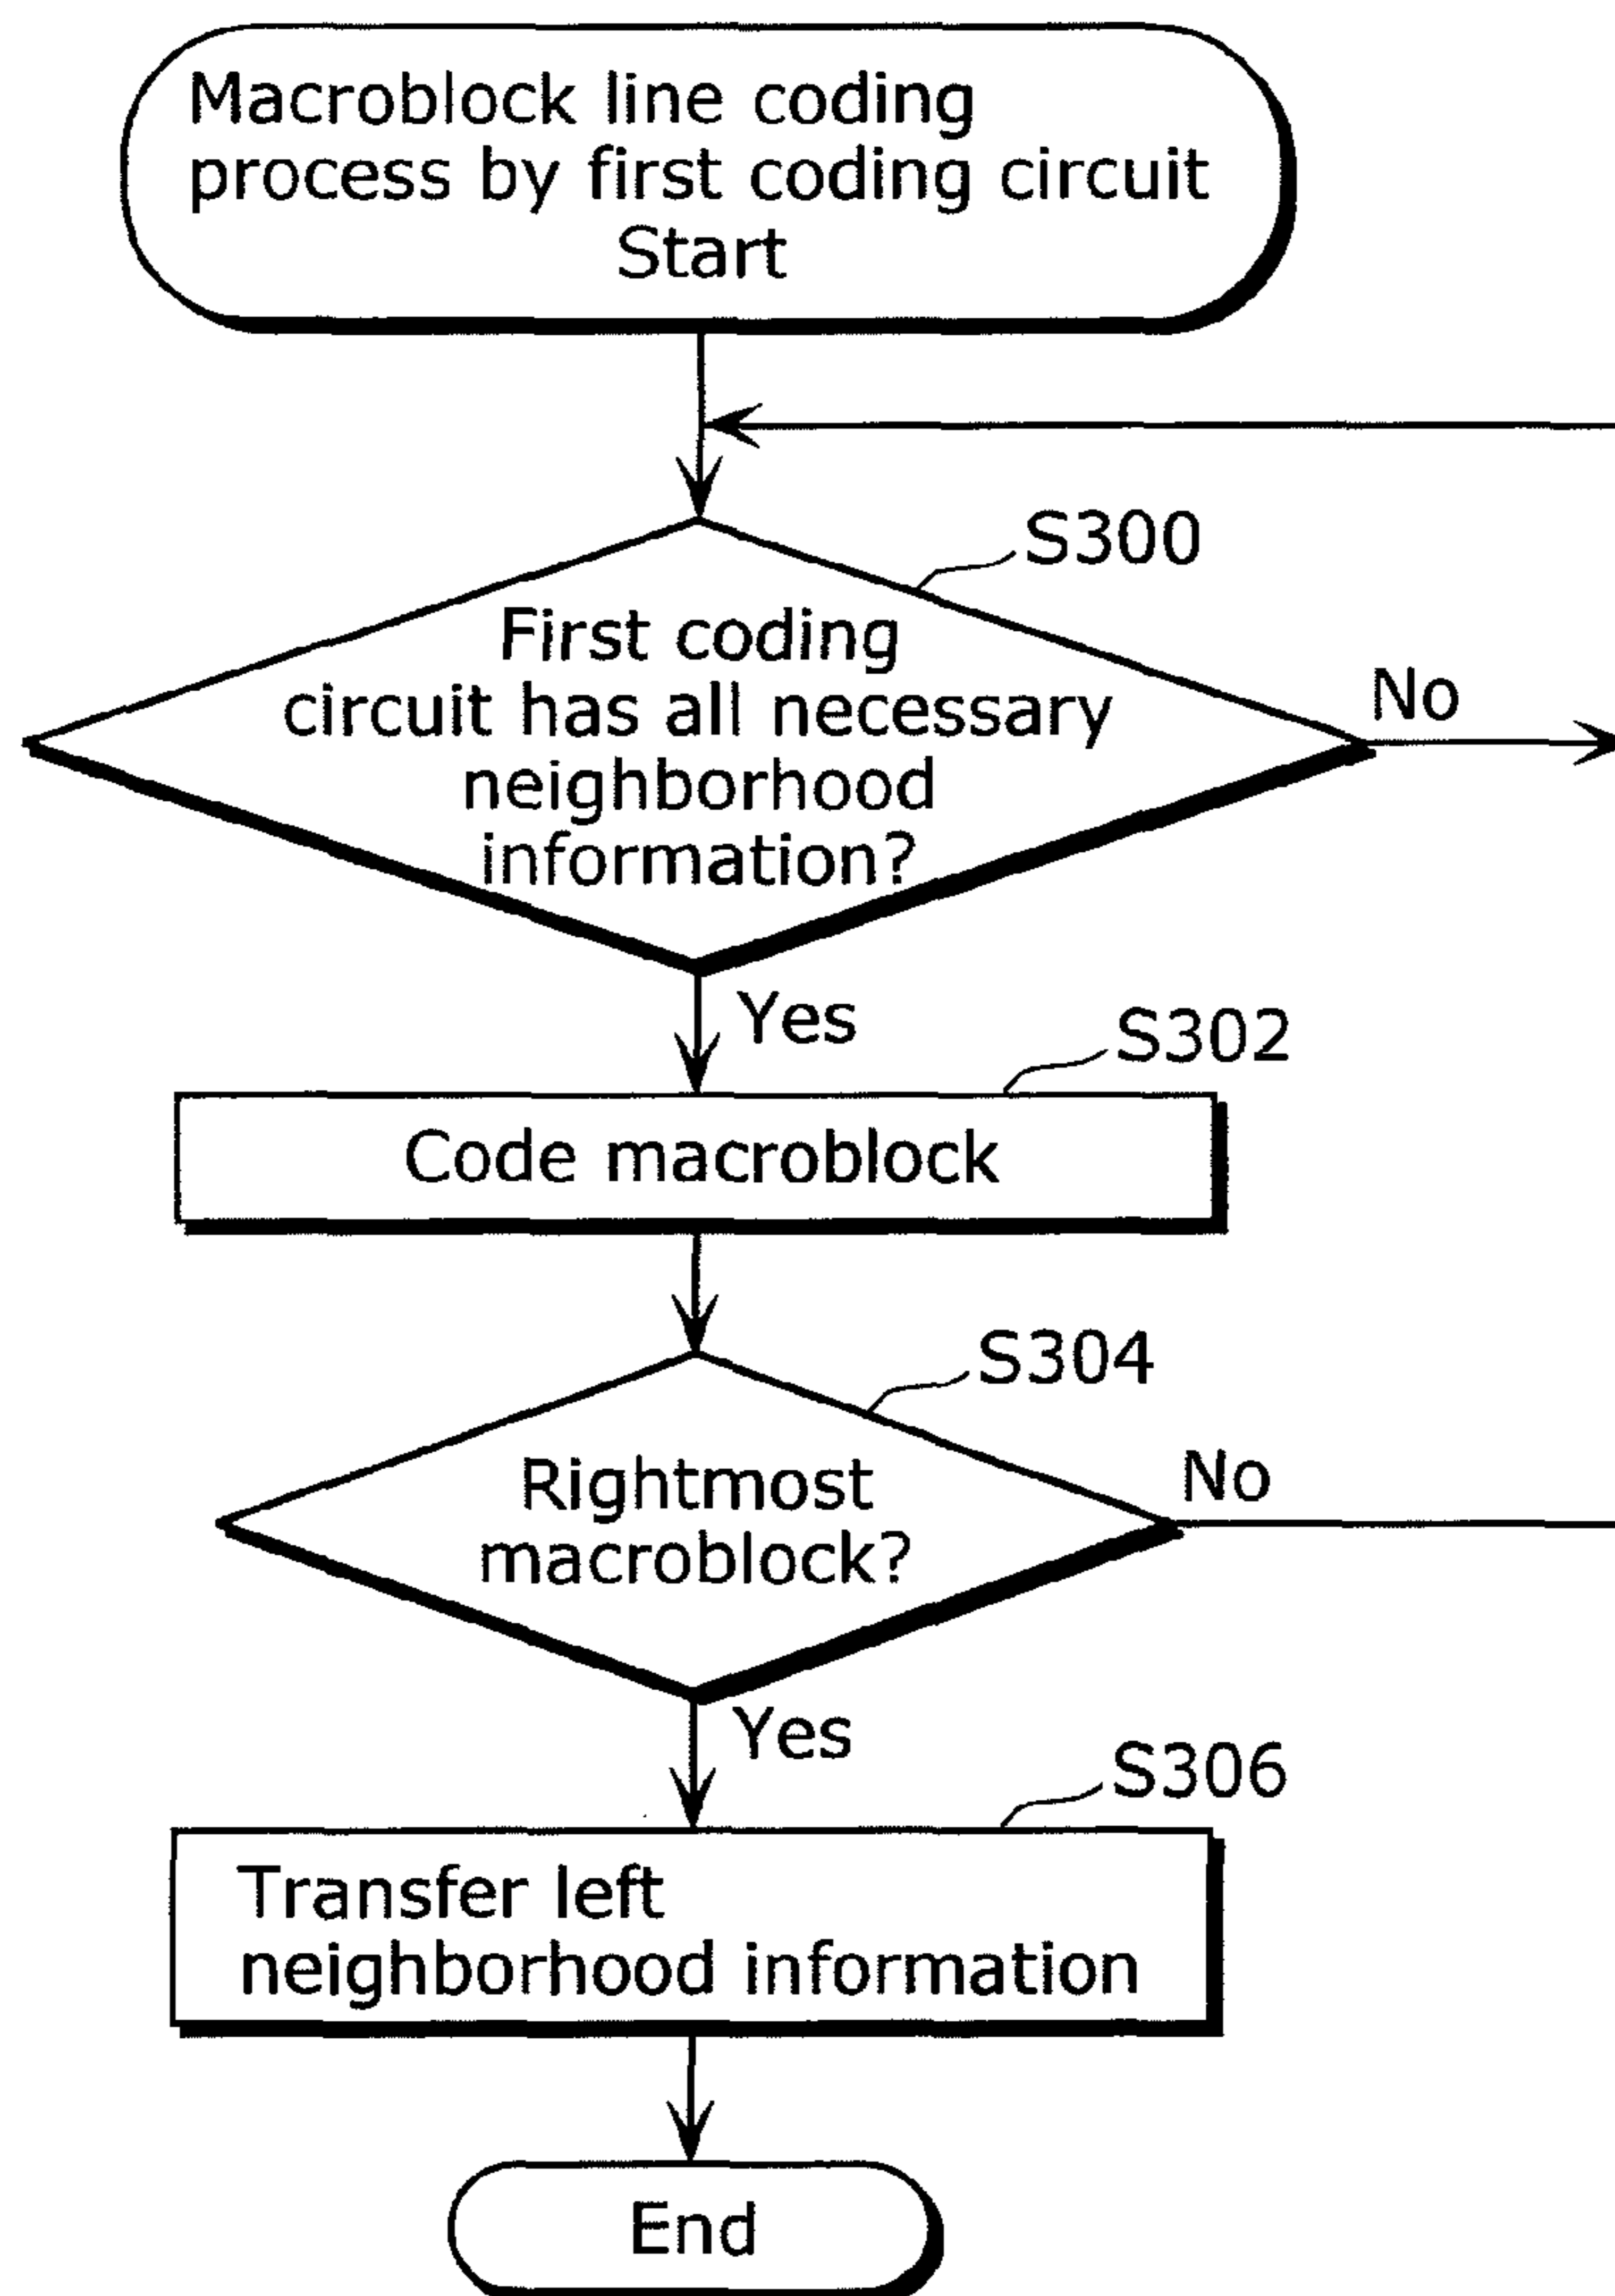 Macroblock line coding
process by first coding circuit
Start
S300
First coding
circuit has all necessary
neighborhood
information?
No
Yes
S302
Code macroblock
S304
Rightmost
macroblock?
No
Yes
S306
Transfer left
neighborhood information
End